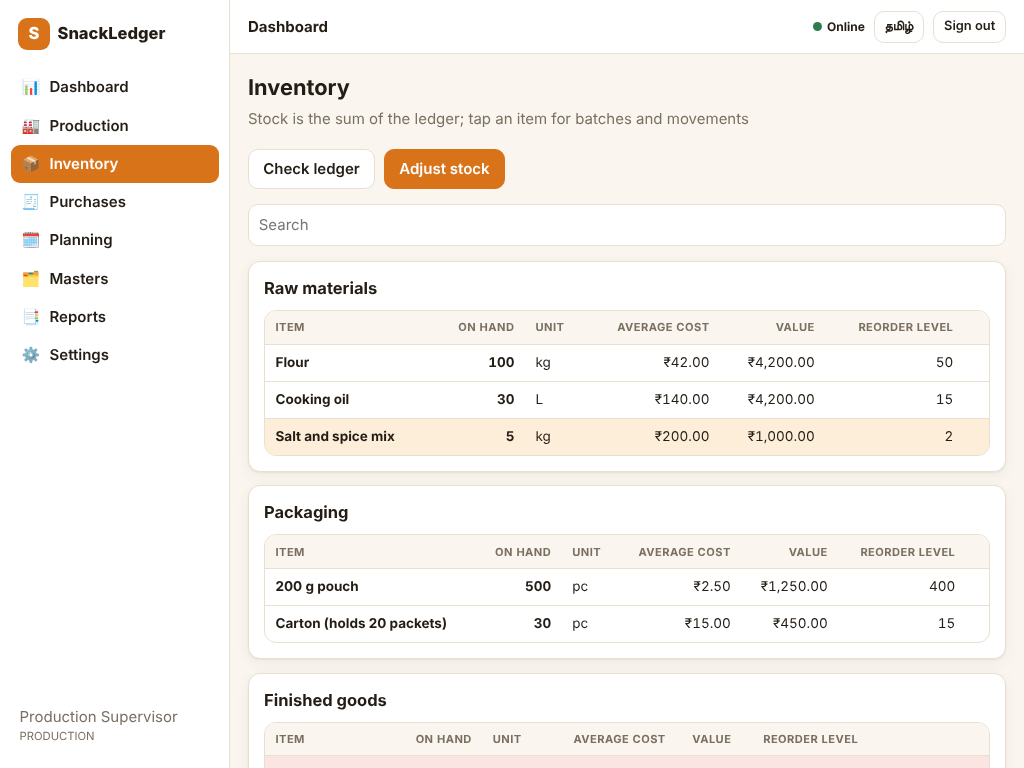 S SnackLedger
Dashboard
Production
Inventory
Purchases
Planning
Masters
Reports
Settings
Production Supervisor
PRODUCTION
Dashboard
Online
தமிழ்
Sign out
Inventory
Stock is the sum of the ledger; tap an item for batches and movements
Check ledger
Adjust stock
Search
Raw materials
ITEM ON HAND UNIT AVERAGE COST VALUE REORDER LEVEL
Flour 100 kg ₹42.00 ₹4,200.00 50
Cooking oil 30 L ₹140.00 ₹4,200.00 15
Salt and spice mix 5 kg ₹200.00 ₹1,000.00 2
Packaging
ITEM ON HAND UNIT AVERAGE COST VALUE REORDER LEVEL
200 g pouch 500 pc ₹2.50 ₹1,250.00 400
Carton (holds 20 packets) 30 pc ₹15.00 ₹450.00 15
Finished goods
ITEM ON HAND UNIT AVERAGE COST VALUE REORDER LEVEL